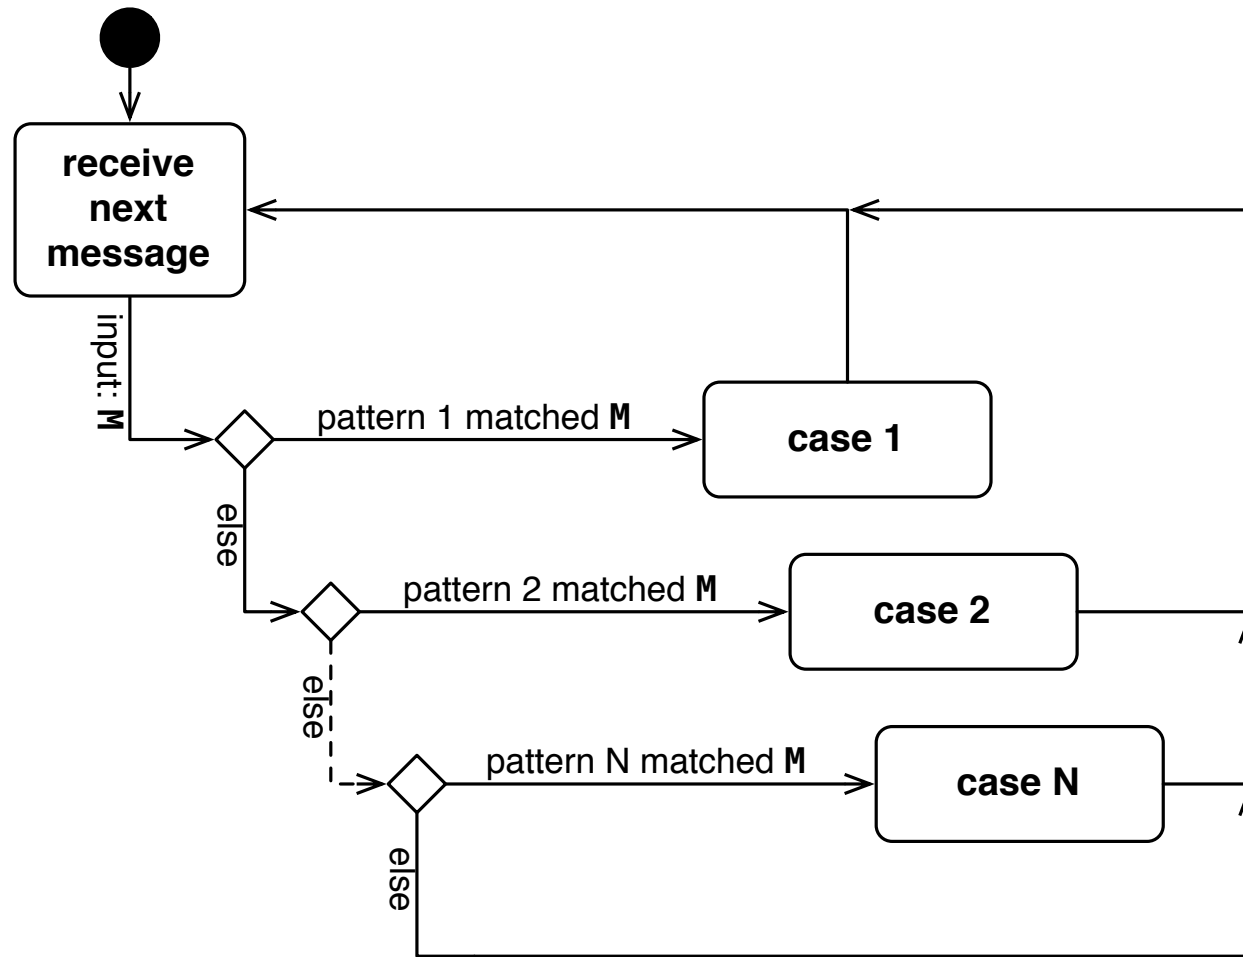 receive
next
message
input: M
pattern 1 matched M
case 1
else
pattern 2 matched M
case 2
else
pattern N matched M
case N
else